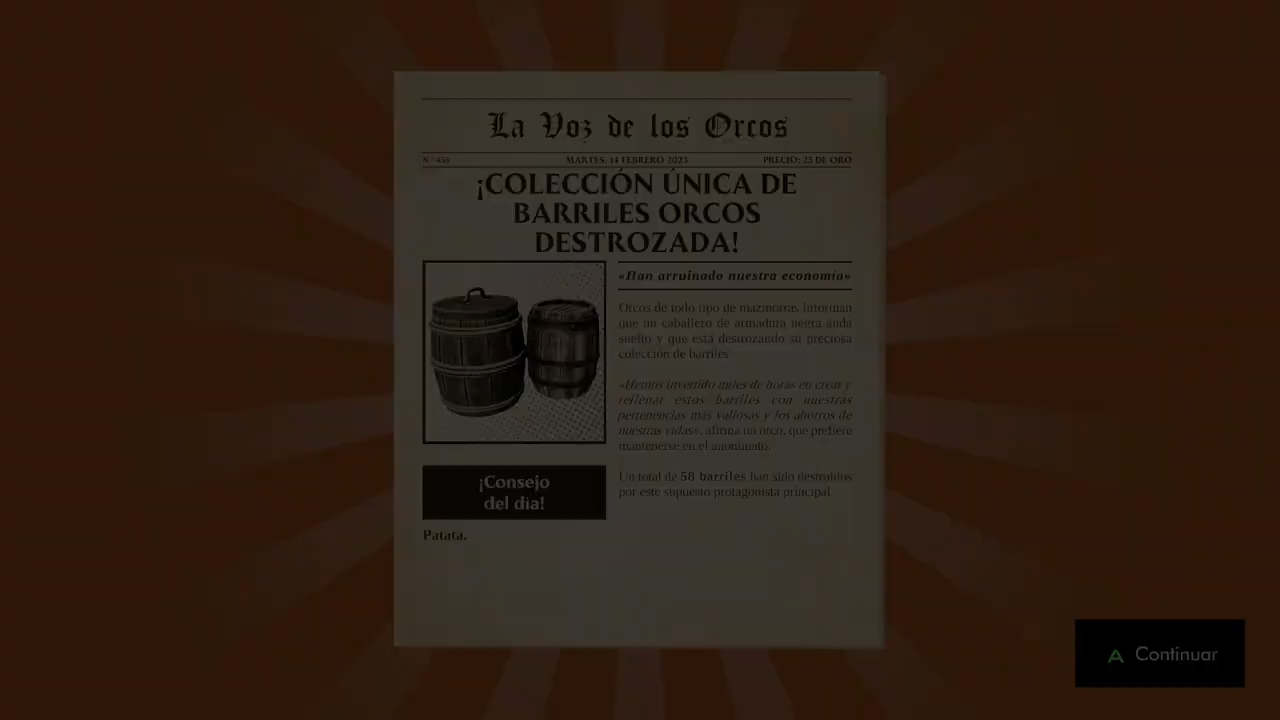 La Voz de los Orcos
N.º 456
MARTES, 14 FEBRERO 2023
PRECIO: 25 DE ORO
¡COLECCIÓN ÚNICA DE
BARRILES ORCOS
DESTROZADA!
«Han arruinado nuestra economía»
Orcos de todo tipo de mazmorras informan
que un caballero de armadura negra anda
suelto y que está destrozando su preciosa
colección de barriles.
«Hemos invertido miles de horas en crear y
rellenar estos barriles con nuestras
pertenencias más valiosas y los ahorros de
nuestras vidas», afirma un orco, que prefiere
mantenerse en el anonimato.
Un total de 58 barriles han sido destruidos
por este supuesto protagonista principal.
¡Consejo
del día!
Patata.
A Continuar